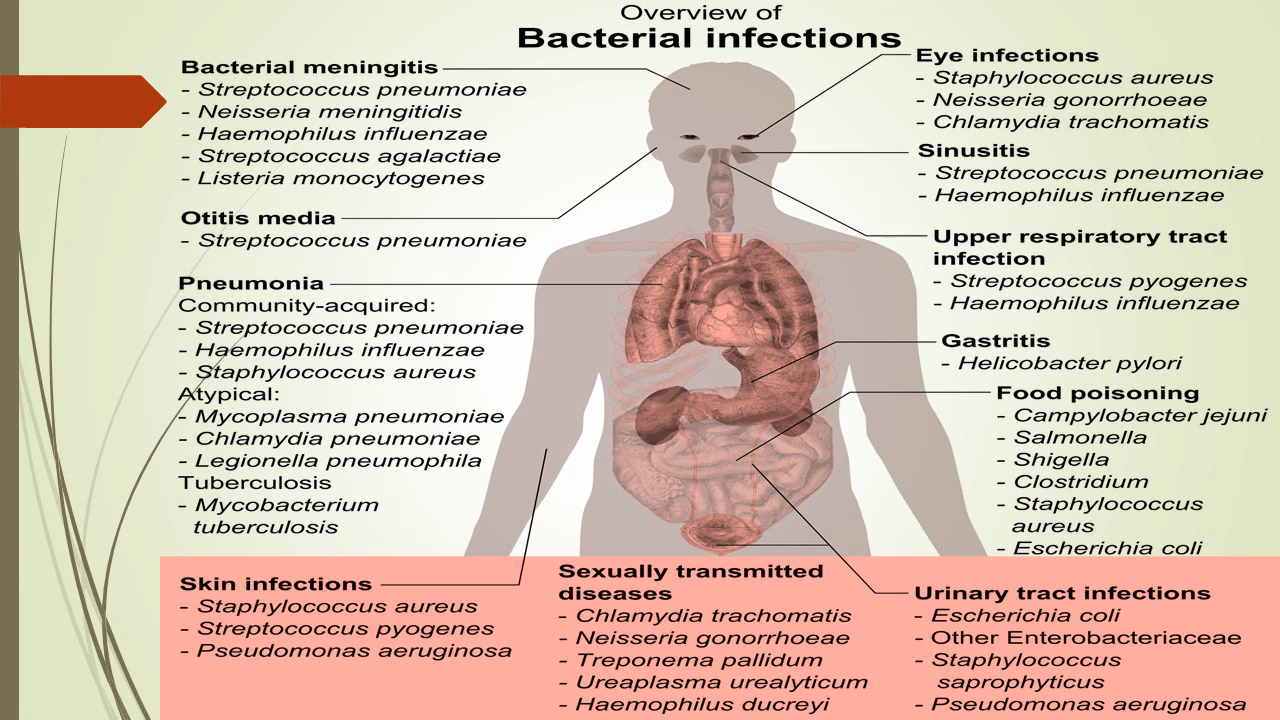 Overview of
Bacterial infections
Bacterial meningitis
- Streptococcus pneumoniae
- Neisseria meningitidis
- Haemophilus influenzae
- Streptococcus agalactiae
- Listeria monocytogenes
Otitis media
- Streptococcus pneumoniae
Pneumonia
Community-acquired:
- Streptococcus pneumoniae
- Haemophilus influenzae
- Staphylococcus aureus
Atypical:
- Mycoplasma pneumoniae
- Chlamydia pneumoniae
- Legionella pneumophila
Tuberculosis
- Mycobacterium
tuberculosis
Skin infections
- Staphylococcus aureus
- Streptococcus pyogenes
- Pseudomonas aeruginosa
Eye infections
- Staphylococcus aureus
- Neisseria gonorrhoeae
- Chlamydia trachomatis
Sinusitis
- Streptococcus pneumoniae
- Haemophilus influenzae
Upper respiratory tract
infection
- Streptococcus pyogenes
- Haemophilus influenzae
Gastritis
- Helicobacter pylori
Food poisoning
- Campylobacter jejuni
- Salmonella
- Shigella
- Clostridium
- Staphylococcus
aureus
- Escherichia coli
Sexually transmitted
diseases
- Chlamydia trachomatis
- Neisseria gonorrhoeae
- Treponema pallidum
- Ureaplasma urealyticum
- Haemophilus ducreyi
Urinary tract infections
- Escherichia coli
- Other Enterobacteriaceae
- Staphylococcus
saprophyticus
- Pseudomonas aeruginosa